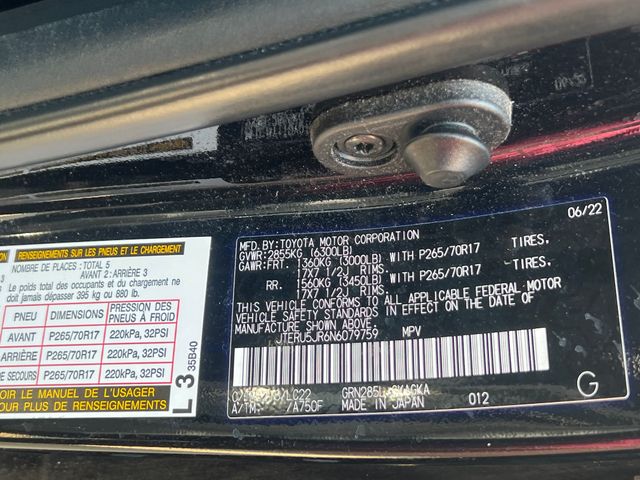 RENSEIGNEMENTS SUR LES PNEUS ET LE CHARGEMENT
NOMBRE DE PLACES : TOTAL 5
AVANT 2 : ARRIÈRE 3
Le poids total des occupants et du chargement ne
doit jamais dépasser 395 kg ou 880 lb.
PNEU DIMENSIONS PRESSION DES PNEUS À FROID
AVANT P265/70R17 220kPa, 32PSI
ARRIÈRE P265/70R17 220kPa, 32PSI
DE SECOURS P265/70R17 220kPa, 32PSI
LE MANUEL DE L'USAGER
POUR PLUS DE RENSEIGNEMENTS
L3 35B40
06/22
MFD.BY:TOYOTA MOTOR CORPORATION
GVWR:2855KG (6300LB)
GAWR:FRT. 1360KG (3000LB) WITH P265/70R17 TIRES,
17X7 1/2J RIMS.
RR. 1560KG (3450LB) WITH P265/70R17 TIRES,
17X7 1/2J RIMS.
THIS VEHICLE CONFORMS TO ALL APPLICABLE FEDERAL MOTOR
VEHICLE SAFETY STANDARDS IN EFFECT ON THE DATE OF
MANUFACTURE SHOWN ABOVE.
JTERU5JR6N6079759 MPV
/LC22 GRN285L
A/TM: /A750F MADE IN JAPAN 012
G